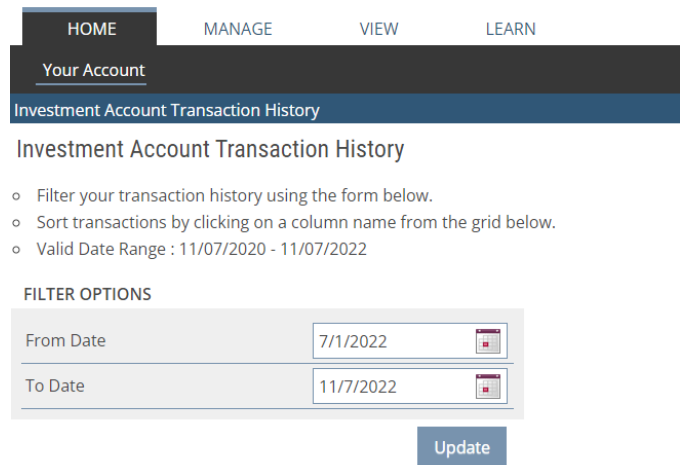 HOME MANAGE VIEW LEARN
Your Account
Investment Account Transaction History
Investment Account Transaction History
Filter your transaction history using the form below.
Sort transactions by clicking on a column name from the grid below.
Valid Date Range : 11/07/2020 - 11/07/2022
FILTER OPTIONS
From Date 7/1/2022
To Date 11/7/2022
Update